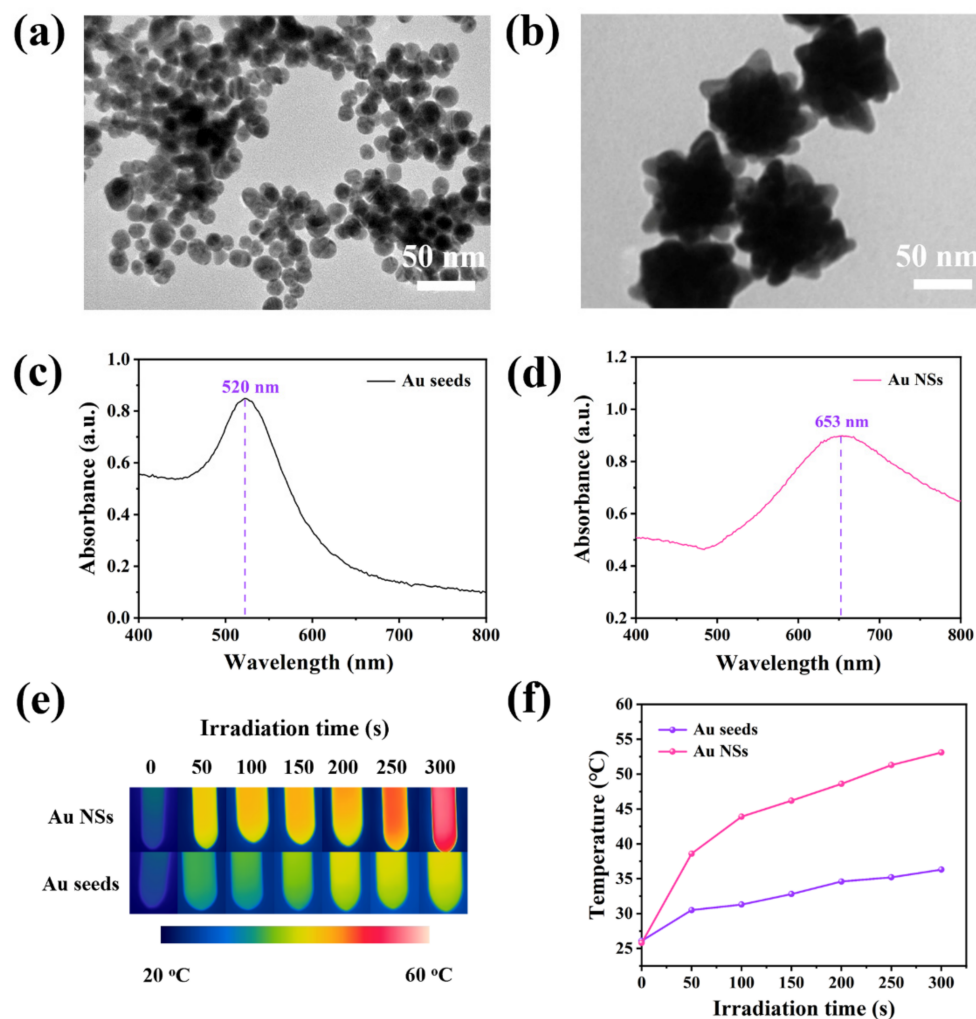 (a)
50 nm
(b)
50 nm
(c)
Absorbance (a.u.)
1.0
0.8
0.6
0.4
0.2
0.0
520 nm
Au seeds
400 500 600 700 800
Wavelength (nm)
(d)
Absorbance (a.u.)
1.2
1.0
0.8
0.6
0.4
0.2
653 nm
Au NSs
400 500 600 700 800
Wavelength (nm)
(e)
Irradiation time (s)
0 50 100 150 200 250 300
Au NSs
Au seeds
20 °C 60 °C
(f)
Temperature (°C)
60
55
50
45
40
35
30
25
Au seeds
Au NSs
0 50 100 150 200 250 300
Irradiation time (s)